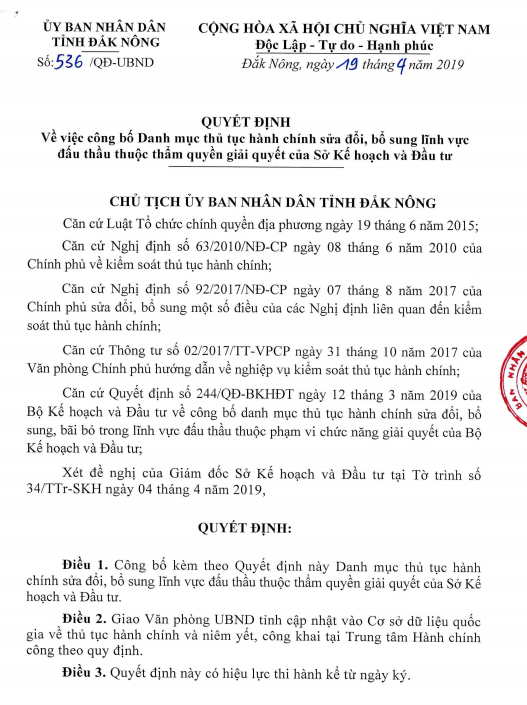 ỦY BAN NHÂN DÂN
TỈNH ĐẮK NÔNG
Số: 536 /QĐ-UBND
CỘNG HÒA XÃ HỘI CHỦ NGHĨA VIỆT NAM
Độc Lập - Tự do - Hạnh phúc
Đắk Nông, ngày 19 tháng 4 năm 2019
QUYẾT ĐỊNH
Về việc công bố Danh mục thủ tục hành chính sửa đổi, bổ sung lĩnh vực
đấu thầu thuộc thẩm quyền giải quyết của Sở Kế hoạch và Đầu tư
CHỦ TỊCH ỦY BAN NHÂN DÂN TỈNH ĐẮK NÔNG
Căn cứ Luật Tổ chức chính quyền địa phương ngày 19 tháng 6 năm 2015;
Căn cứ Nghị định số 63/2010/NĐ-CP ngày 08 tháng 6 năm 2010 của
Chính phủ về kiểm soát thủ tục hành chính;
Căn cứ Nghị định số 92/2017/NĐ-CP ngày 07 tháng 8 năm 2017 của
Chính phủ sửa đổi, bổ sung một số điều của các Nghị định liên quan đến kiểm
soát thủ tục hành chính;
Căn cứ Thông tư số 02/2017/TT-VPCP ngày 31 tháng 10 năm 2017 của
Văn phòng Chính phủ hướng dẫn về nghiệp vụ kiểm soát thủ tục hành chính;
Căn cứ Quyết định số 244/QĐ-BKHĐT ngày 12 tháng 3 năm 2019 của
Bộ Kế hoạch và Đầu tư về công bố danh mục thủ tục hành chính sửa đổi, bổ
sung, bãi bỏ trong lĩnh vực đấu thầu thuộc phạm vi chức năng giải quyết của Bộ
Kế hoạch và Đầu tư;
Xét đề nghị của Giám đốc Sở Kế hoạch và Đầu tư tại Tờ trình số
34/TTr-SKH ngày 04 tháng 4 năm 2019,
QUYẾT ĐỊNH:
Điều 1. Công bố kèm theo Quyết định này Danh mục thủ tục hành
chính sửa đổi, bổ sung lĩnh vực đấu thầu thuộc thẩm quyền giải quyết của Sở Kế
hoạch và Đầu tư.
Điều 2. Giao Văn phòng UBND tỉnh cập nhật vào Cơ sở dữ liệu quốc
gia về thủ tục hành chính và niêm yết, công khai tại Trung tâm Hành chính
công theo quy định.
Điều 3. Quyết định này có hiệu lực thi hành kể từ ngày ký.
BAN NHÂN